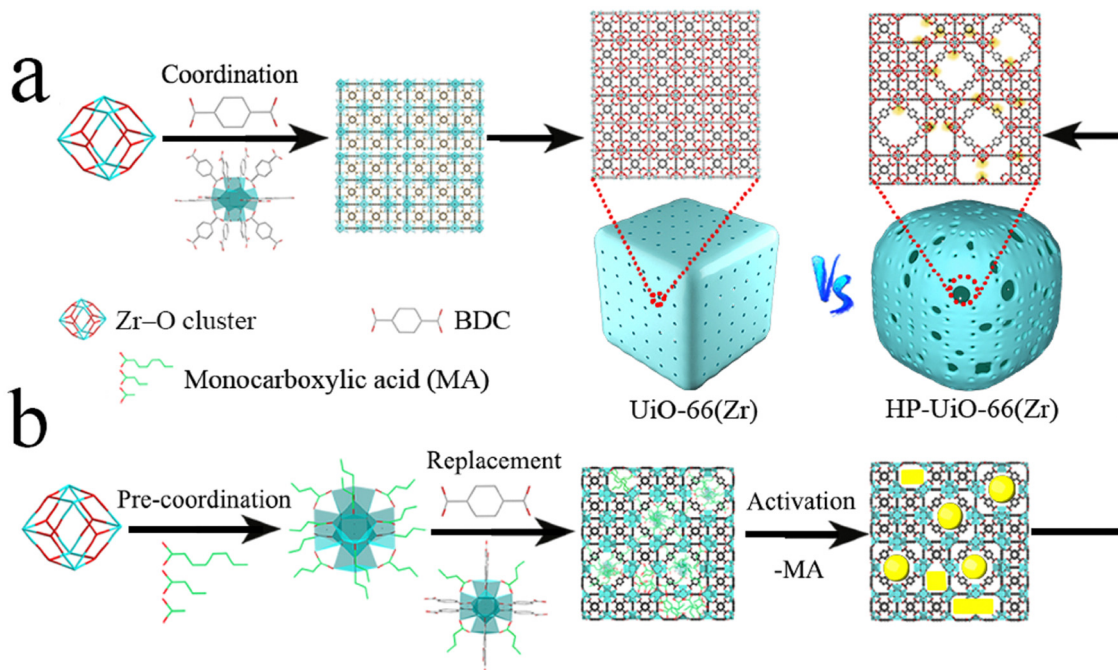 a
Coordination
Zr–O cluster
BDC
Monocarboxylic acid (MA)
UiO-66(Zr)
VS
HP-UiO-66(Zr)
b
Pre-coordination
Replacement
Activation
-MA